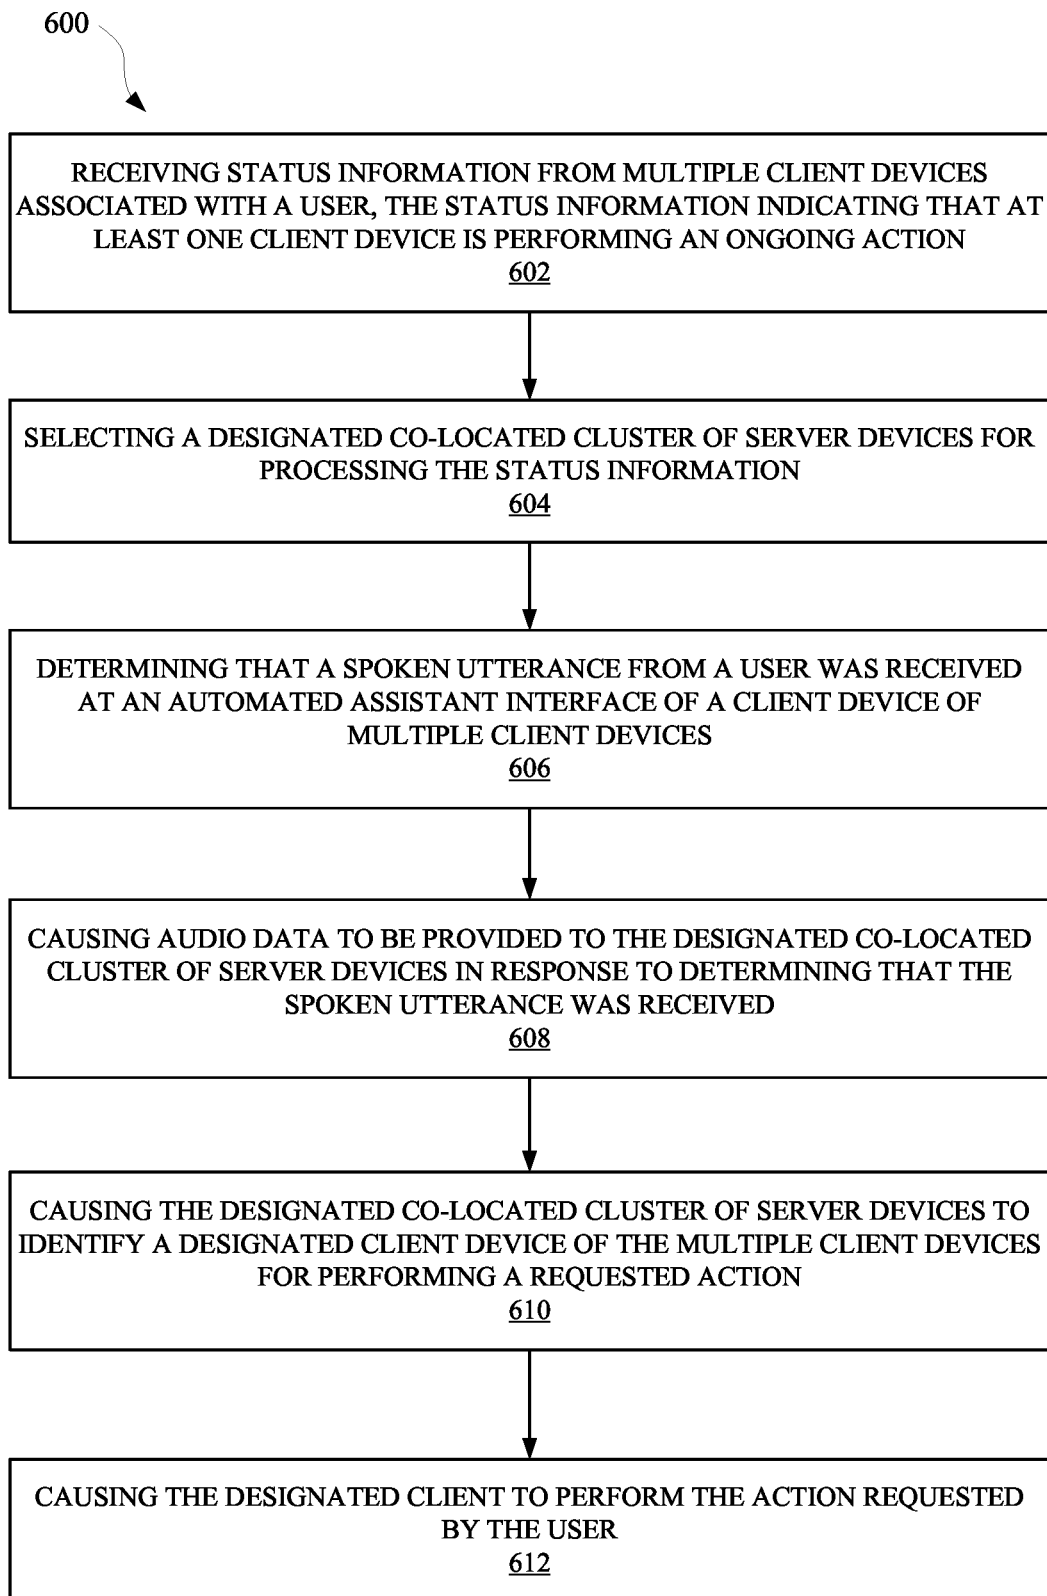 600
RECEIVING STATUS INFORMATION FROM MULTIPLE CLIENT DEVICES
ASSOCIATED WITH A USER, THE STATUS INFORMATION INDICATING THAT AT
LEAST ONE CLIENT DEVICE IS PERFORMING AN ONGOING ACTION
602
SELECTING A DESIGNATED CO-LOCATED CLUSTER OF SERVER DEVICES FOR
PROCESSING THE STATUS INFORMATION
604
DETERMINING THAT A SPOKEN UTTERANCE FROM A USER WAS RECEIVED
AT AN AUTOMATED ASSISTANT INTERFACE OF A CLIENT DEVICE OF
MULTIPLE CLIENT DEVICES
606
CAUSING AUDIO DATA TO BE PROVIDED TO THE DESIGNATED CO-LOCATED
CLUSTER OF SERVER DEVICES IN RESPONSE TO DETERMINING THAT THE
SPOKEN UTTERANCE WAS RECEIVED
608
CAUSING THE DESIGNATED CO-LOCATED CLUSTER OF SERVER DEVICES TO
IDENTIFY A DESIGNATED CLIENT DEVICE OF THE MULTIPLE CLIENT DEVICES
FOR PERFORMING A REQUESTED ACTION
610
CAUSING THE DESIGNATED CLIENT TO PERFORM THE ACTION REQUESTED
BY THE USER
612